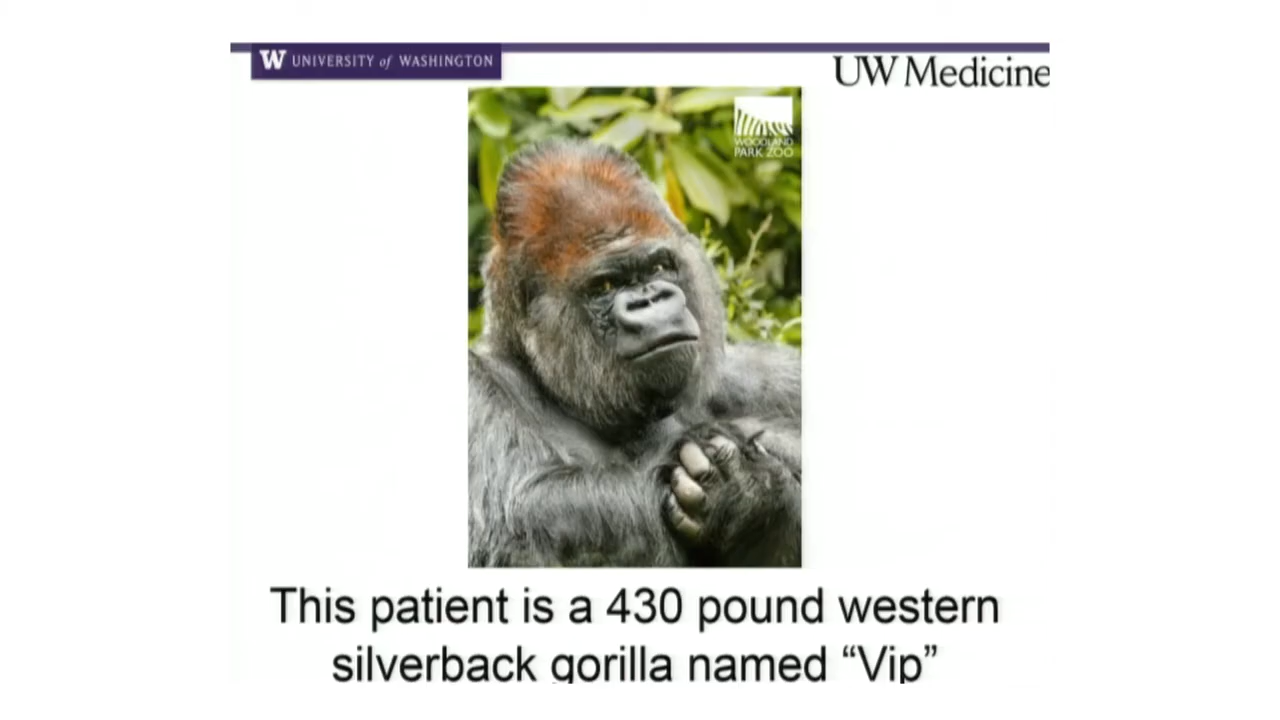 W UNIVERSITY of WASHINGTON
UW Medicine
WOODLAND
PARK ZOO
This patient is a 430 pound western
silverback gorilla named “Vip”